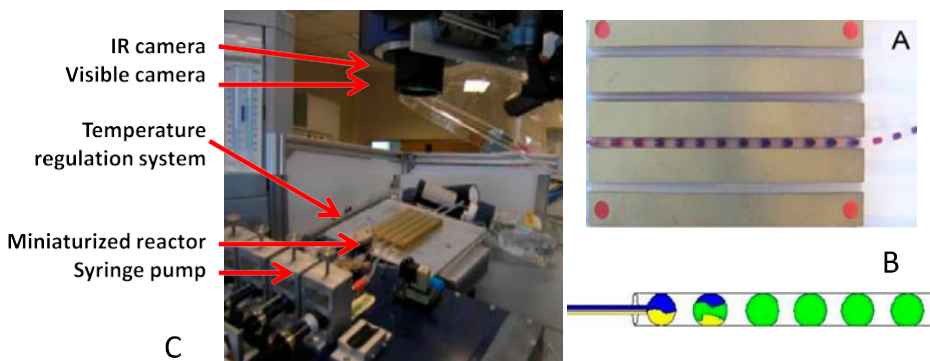 IR camera
Visible camera
Temperature
regulation system
Miniaturized reactor
Syringe pump
C
A
B